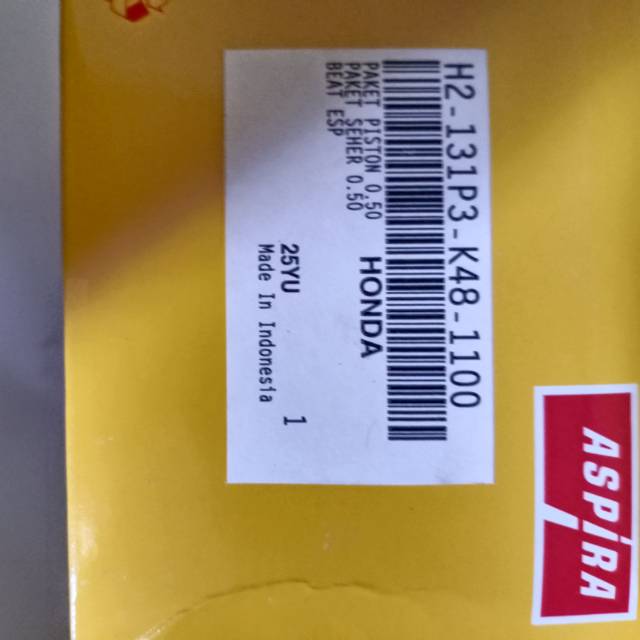 H2-131P3-K48-1100
PAKET PISTON 0.50
PAKET SEHER 0.50
BEAT ESP
HONDA
25YU
Made In Indonesia
1
ASPIRA